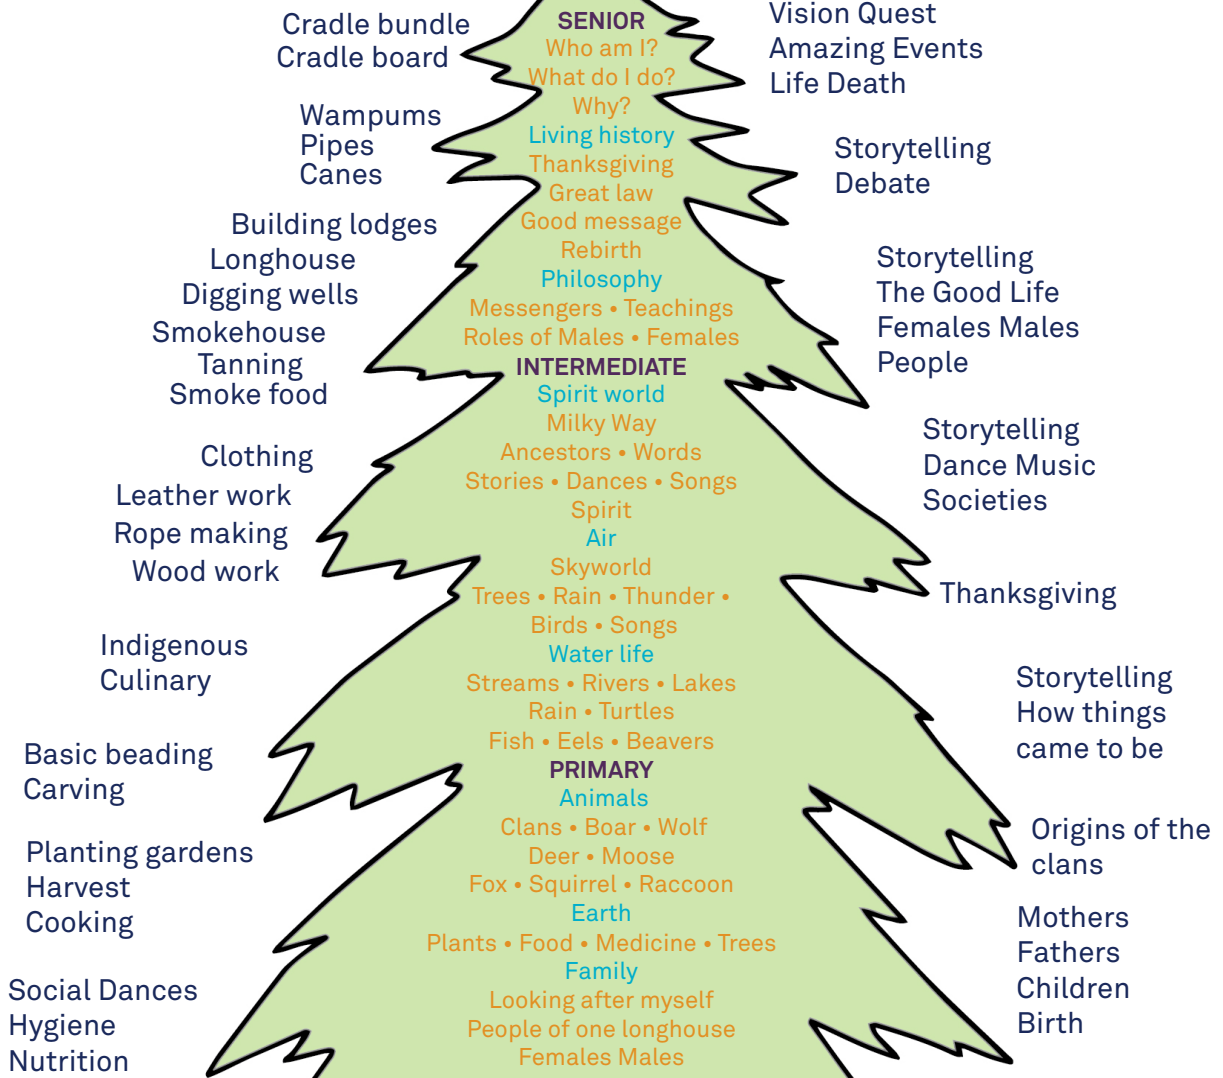 Cradle bundle
Cradle board
Wampums
Pipes
Canes
Building lodges
Longhouse
Digging wells
Smokehouse
Tanning
Smoke food
Clothing
Leather work
Rope making
Wood work
Indigenous
Culinary
Basic beading
Carving
Planting gardens
Harvest
Cooking
Social Dances
Hygiene
Nutrition
SENIOR
Who am I?
What do I do?
Why?
Living history
Thanksgiving
Great law
Good message
Rebirth
Philosophy
Messengers • Teachings
Roles of Males • Females
INTERMEDIATE
Spirit world
Milky Way
Ancestors • Words
Stories • Dances • Songs
Spirit
Air
Skyworld
Trees • Rain • Thunder •
Birds • Songs
Water life
Streams • Rivers • Lakes
Rain • Turtles
Fish • Eels • Beavers
PRIMARY
Animals
Clans • Boar • Wolf
Deer • Moose
Fox • Squirrel • Raccoon
Earth
Plants • Food • Medicine • Trees
Family
Looking after myself
People of one longhouse
Females Males
Vision Quest
Amazing Events
Life Death
Storytelling
Debate
Storytelling
The Good Life
Females Males
People
Storytelling
Dance Music
Societies
Thanksgiving
Storytelling
How things
came to be
Origins of the
clans
Mothers
Fathers
Children
Birth